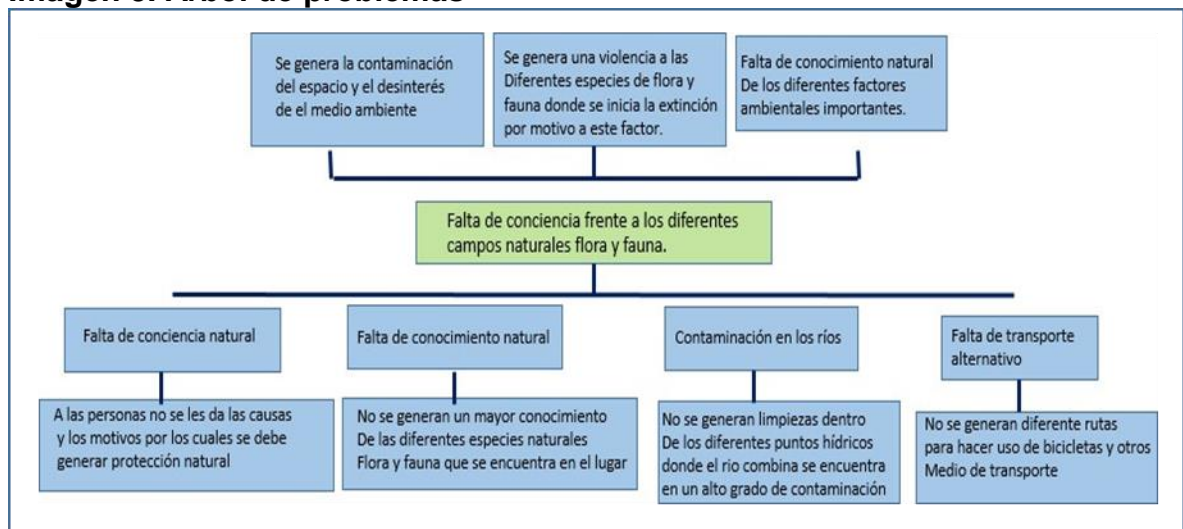 Se genera la contaminación
del espacio y el desinterés
de el medio ambiente
Se genera una violencia a las
Diferentes especies de flora y
fauna donde se inicia la extinción
por motivo a este factor.
Falta de conocimiento natural
De los diferentes factores
ambientales importantes.
Falta de conciencia frente a los diferentes
campos naturales flora y fauna.
Falta de conciencia natural
Falta de conocimiento natural
Contaminación en los ríos
Falta de transporte
alternativo
A las personas no se les da las causas
y los motivos por los cuales se debe
generar protección natural
No se generan un mayor conocimiento
De las diferentes especies naturales
Flora y fauna que se encuentra en el lugar
No se generan limpiezas dentro
De los diferentes puntos hídricos
donde el rio combina se encuentra
en un alto grado de contaminación
No se generan diferente rutas
para hacer uso de bicicletas y otros
Medio de transporte